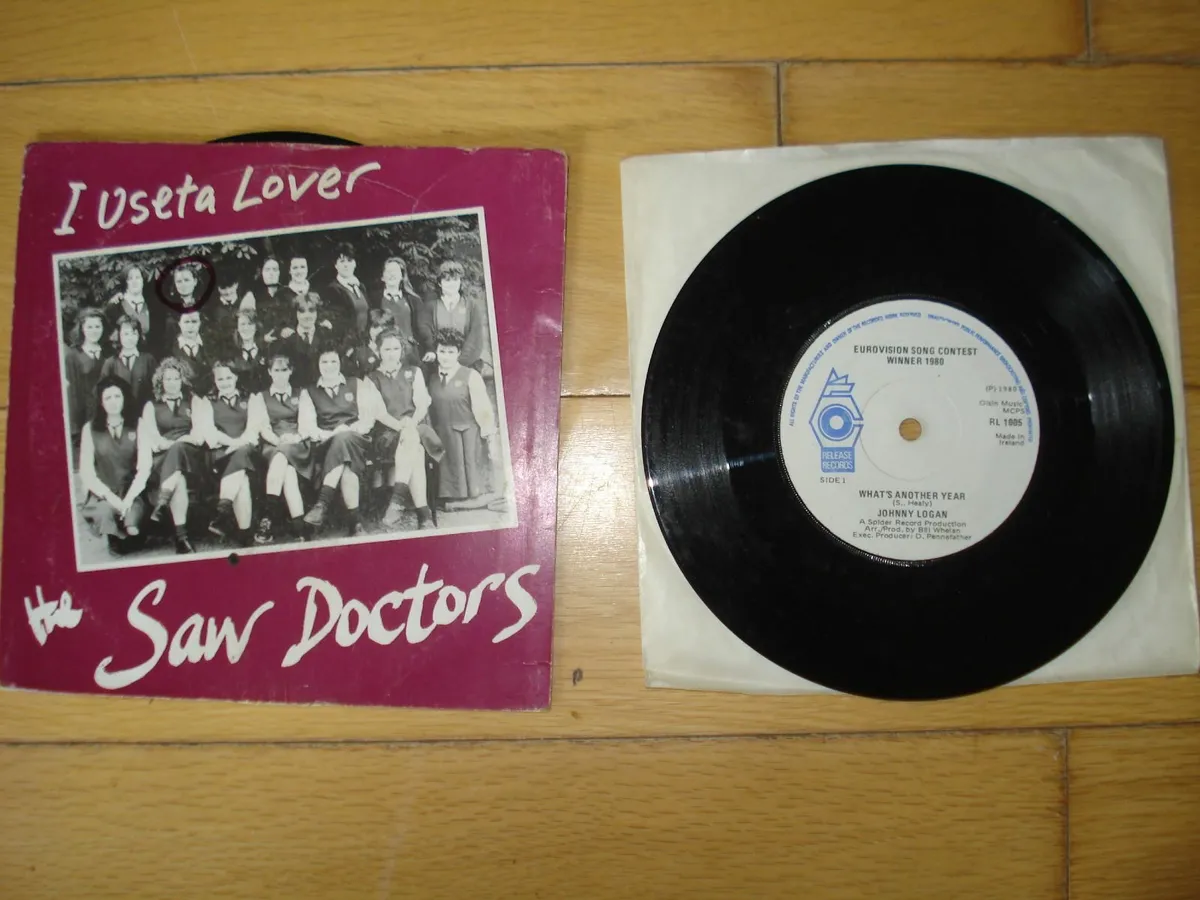 I Useta Lover
the Saw Doctors
EUROVISION SONG CONTEST
WINNER 1980
(P) 1980
Olain Music
MCPS
RL 1005
Made in
Ireland
RELEASE
RECORDS
SIDE 1
WHAT'S ANOTHER YEAR
(S., Healy)
JOHNNY LOGAN
A Spider Record Production
Arr./Prod. by Bill Whelan
Exec. Producer: D. Pennefather